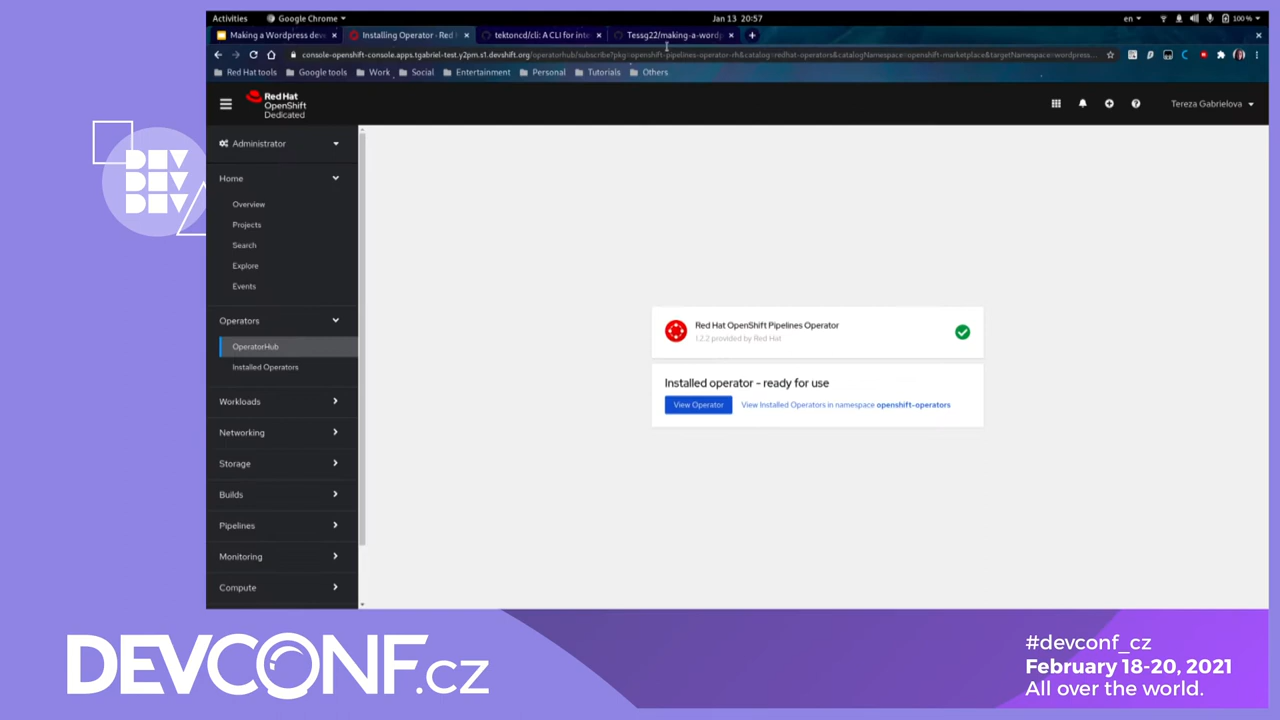 Activities
Google Chrome
Jan 13 20:57
en
100 %
Making a Wordpress dev
Installing Operator · Red H
tektoncd/cli: A CLI for inte
Tessg22/making-a-wordp
console-openshift-console.apps.tgabriel-test.y2pm.s1.devshift.org/operatorhub/subscribe?pkg=openshift-pipelines-operator-rh&catalog=redhat-operators&catalogNamespace=openshift-marketplace&targetNamespace=wordpress...
Red Hat tools
Google tools
Work
Social
Entertainment
Personal
Tutorials
Others
Red Hat
OpenShift
Dedicated
Tereza Gabrielova
Administrator
Home
Overview
Projects
Search
Explore
Events
Operators
OperatorHub
Installed Operators
Workloads
Networking
Storage
Builds
Pipelines
Monitoring
Compute
Red Hat OpenShift Pipelines Operator
1.2.2 provided by Red Hat
Installed operator - ready for use
View Operator
View Installed Operators in namespace openshift-operators
DEV
DEV
DEV
DEVCONF.cz
#devconf_cz
February 18-20, 2021
All over the world.